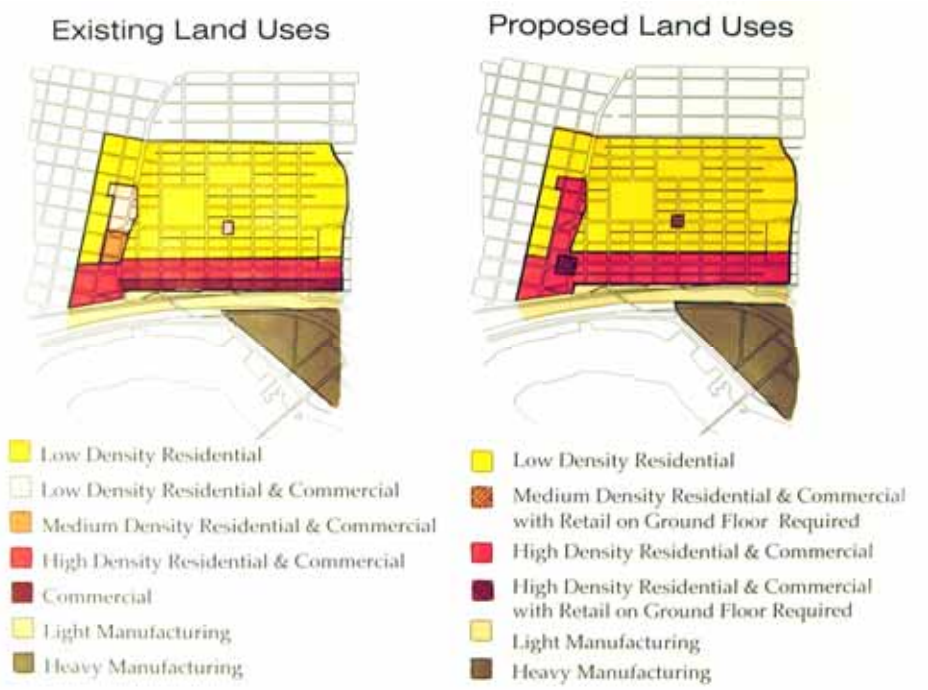 Existing Land Uses
Proposed Land Uses
Low Density Residential
Low Density Residential & Commercial
Medium Density Residential & Commercial
High Density Residential & Commercial
Commercial
Light Manufacturing
Heavy Manufacturing
Low Density Residential
Medium Density Residential & Commercial
with Retail on Ground Floor Required
High Density Residential & Commercial
High Density Residential & Commercial
with Retail on Ground Floor Required
Light Manufacturing
Heavy Manufacturing